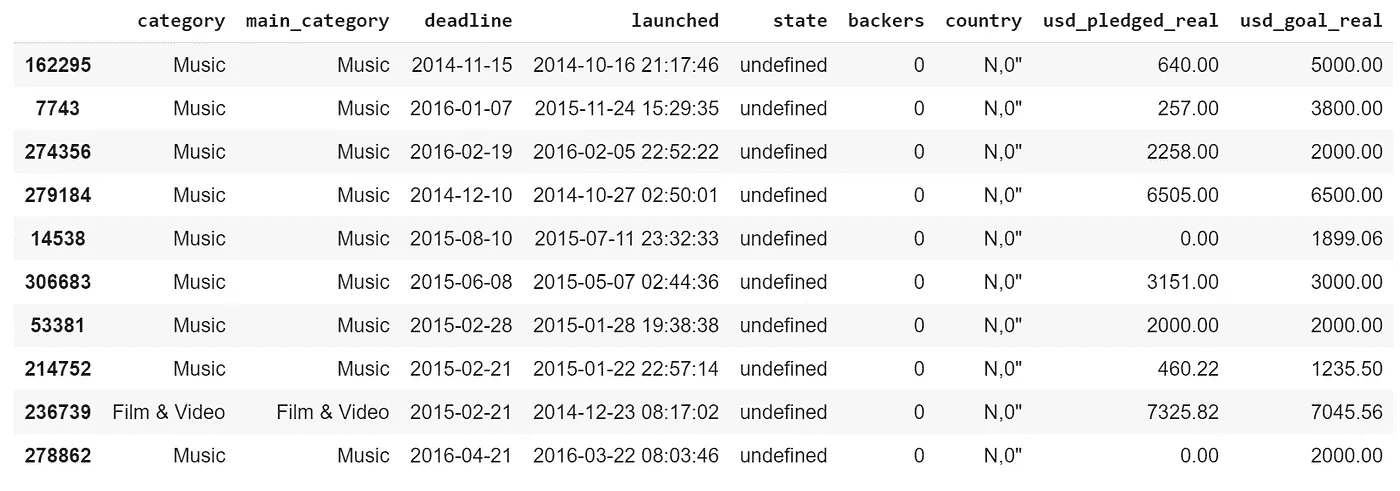 category main_category deadline launched state backers country usd_pledged_real usd_goal_real
162295 Music Music 2014-11-15 2014-10-16 21:17:46 undefined 0 N,0" 640.00 5000.00
7743 Music Music 2016-01-07 2015-11-24 15:29:35 undefined 0 N,0" 257.00 3800.00
274356 Music Music 2016-02-19 2016-02-05 22:52:22 undefined 0 N,0" 2258.00 2000.00
279184 Music Music 2014-12-10 2014-10-27 02:50:01 undefined 0 N,0" 6505.00 6500.00
14538 Music Music 2015-08-10 2015-07-11 23:32:33 undefined 0 N,0" 0.00 1899.06
306683 Music Music 2015-06-08 2015-05-07 02:44:36 undefined 0 N,0" 3151.00 3000.00
53381 Music Music 2015-02-28 2015-01-28 19:38:38 undefined 0 N,0" 2000.00 2000.00
214752 Music Music 2015-02-21 2015-01-22 22:57:14 undefined 0 N,0" 460.22 1235.50
236739 Film & Video Film & Video 2015-02-21 2014-12-23 08:17:02 undefined 0 N,0" 7325.82 7045.56
278862 Music Music 2016-04-21 2016-03-22 08:03:46 undefined 0 N,0" 0.00 2000.00